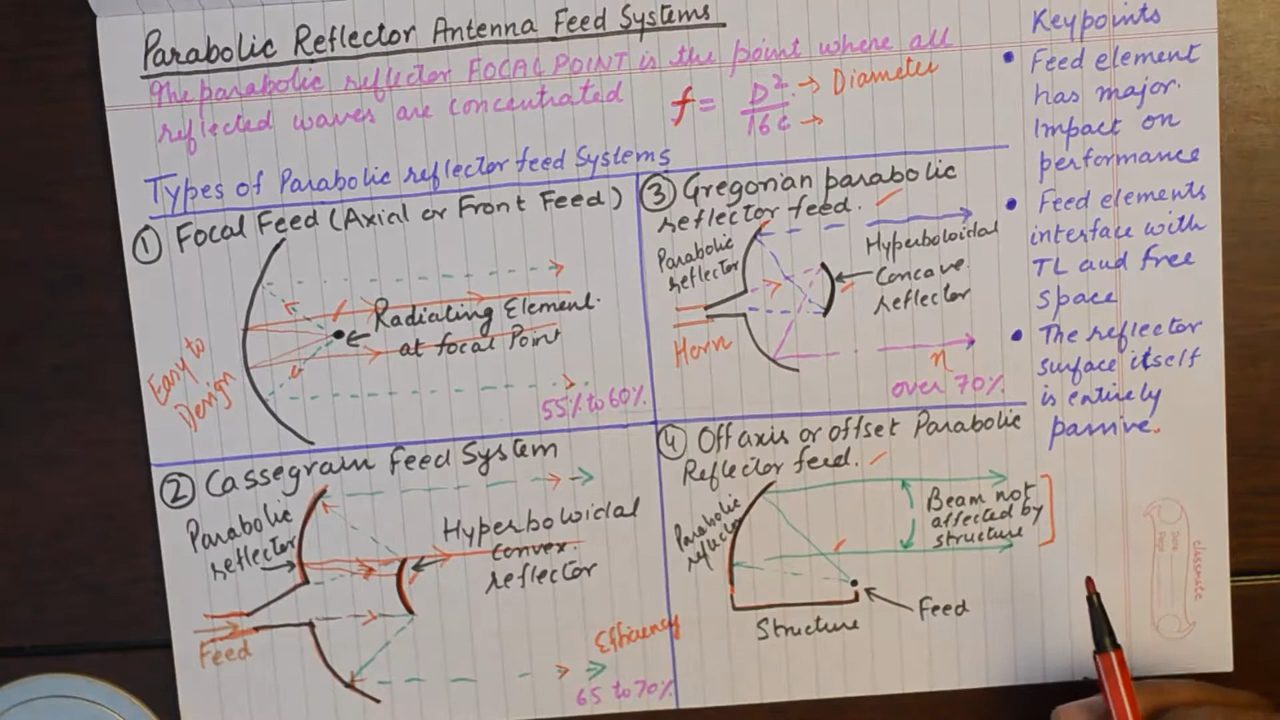 Parabolic Reflector Antenna Feed Systems
The parabolic reflector FOCAL POINT is the point where all
reflected waves are concentrated
f = D²/16c → Diameter
→
Types of Parabolic reflector feed Systems
① Focal Feed (Axial or Front Feed)
Radiating Element
at focal Point
Easy to
Design
55% to 60%
② Cassegrain Feed System
Parabolic
reflector
Hyperboloidal
convex
reflector
Feed
Efficiency
65 to 70%
③ Gregorian parabolic
reflector feed.
Parabolic
reflector
Hyperboloidal
Concave
reflector
Horn
η
over 70%
④ Off axis or offset Parabolic
Reflector feed.
Parabolic
reflector
Beam not
affected by
structure
Feed
Structure
Keypoints
• Feed element
has major
Impact on
performance
• Feed elements
interface with
TL and free
space
• The reflector
surface itself
is entirely
passive.
classmate
Date
Page